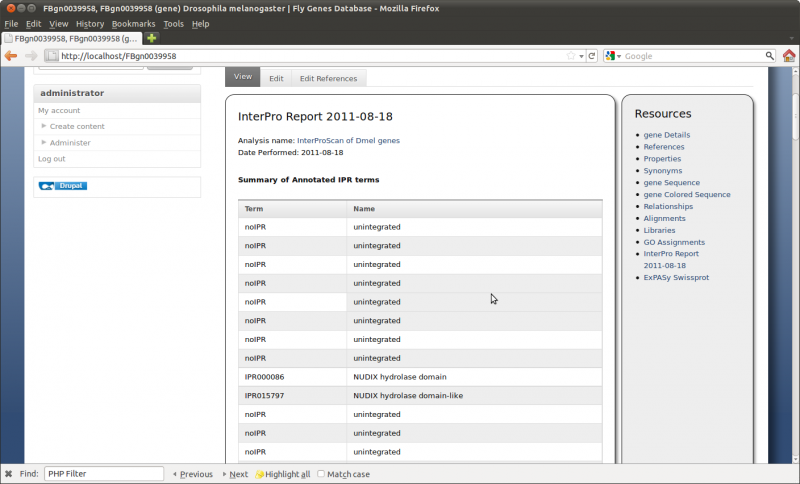 FBgn0039958, FBgn0039958 (gene) Drosophila melanogaster | Fly Genes Database - Mozilla Firefox
File Edit View History Bookmarks Tools Help
FBgn0039958, FBgn0039958 (g...
http://localhost/FBgn0039958
Google
administrator
My account
Create content
Administer
Log out
Drupal
View Edit Edit References
InterPro Report 2011-08-18
Analysis name: InterProScan of Dmel genes
Date Performed: 2011-08-18
Summary of Annotated IPR terms
Term Name
noIPR unintegrated
noIPR unintegrated
noIPR unintegrated
noIPR unintegrated
noIPR unintegrated
noIPR unintegrated
noIPR unintegrated
noIPR unintegrated
IPR000086 NUDIX hydrolase domain
IPR015797 NUDIX hydrolase domain-like
noIPR unintegrated
noIPR unintegrated
noIPR unintegrated
Resources
gene Details
References
Properties
Synonyms
gene Sequence
gene Colored Sequence
Relationships
Alignments
Libraries
GO Assignments
InterPro Report
2011-08-18
ExPASy Swissprot
Find: PHP Filter Previous Next Highlight all Match case